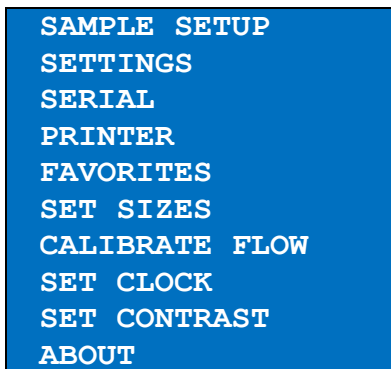 SAMPLE SETUP
SETTINGS
SERIAL
PRINTER
FAVORITES
SET SIZES
CALIBRATE FLOW
SET CLOCK
SET CONTRAST
ABOUT